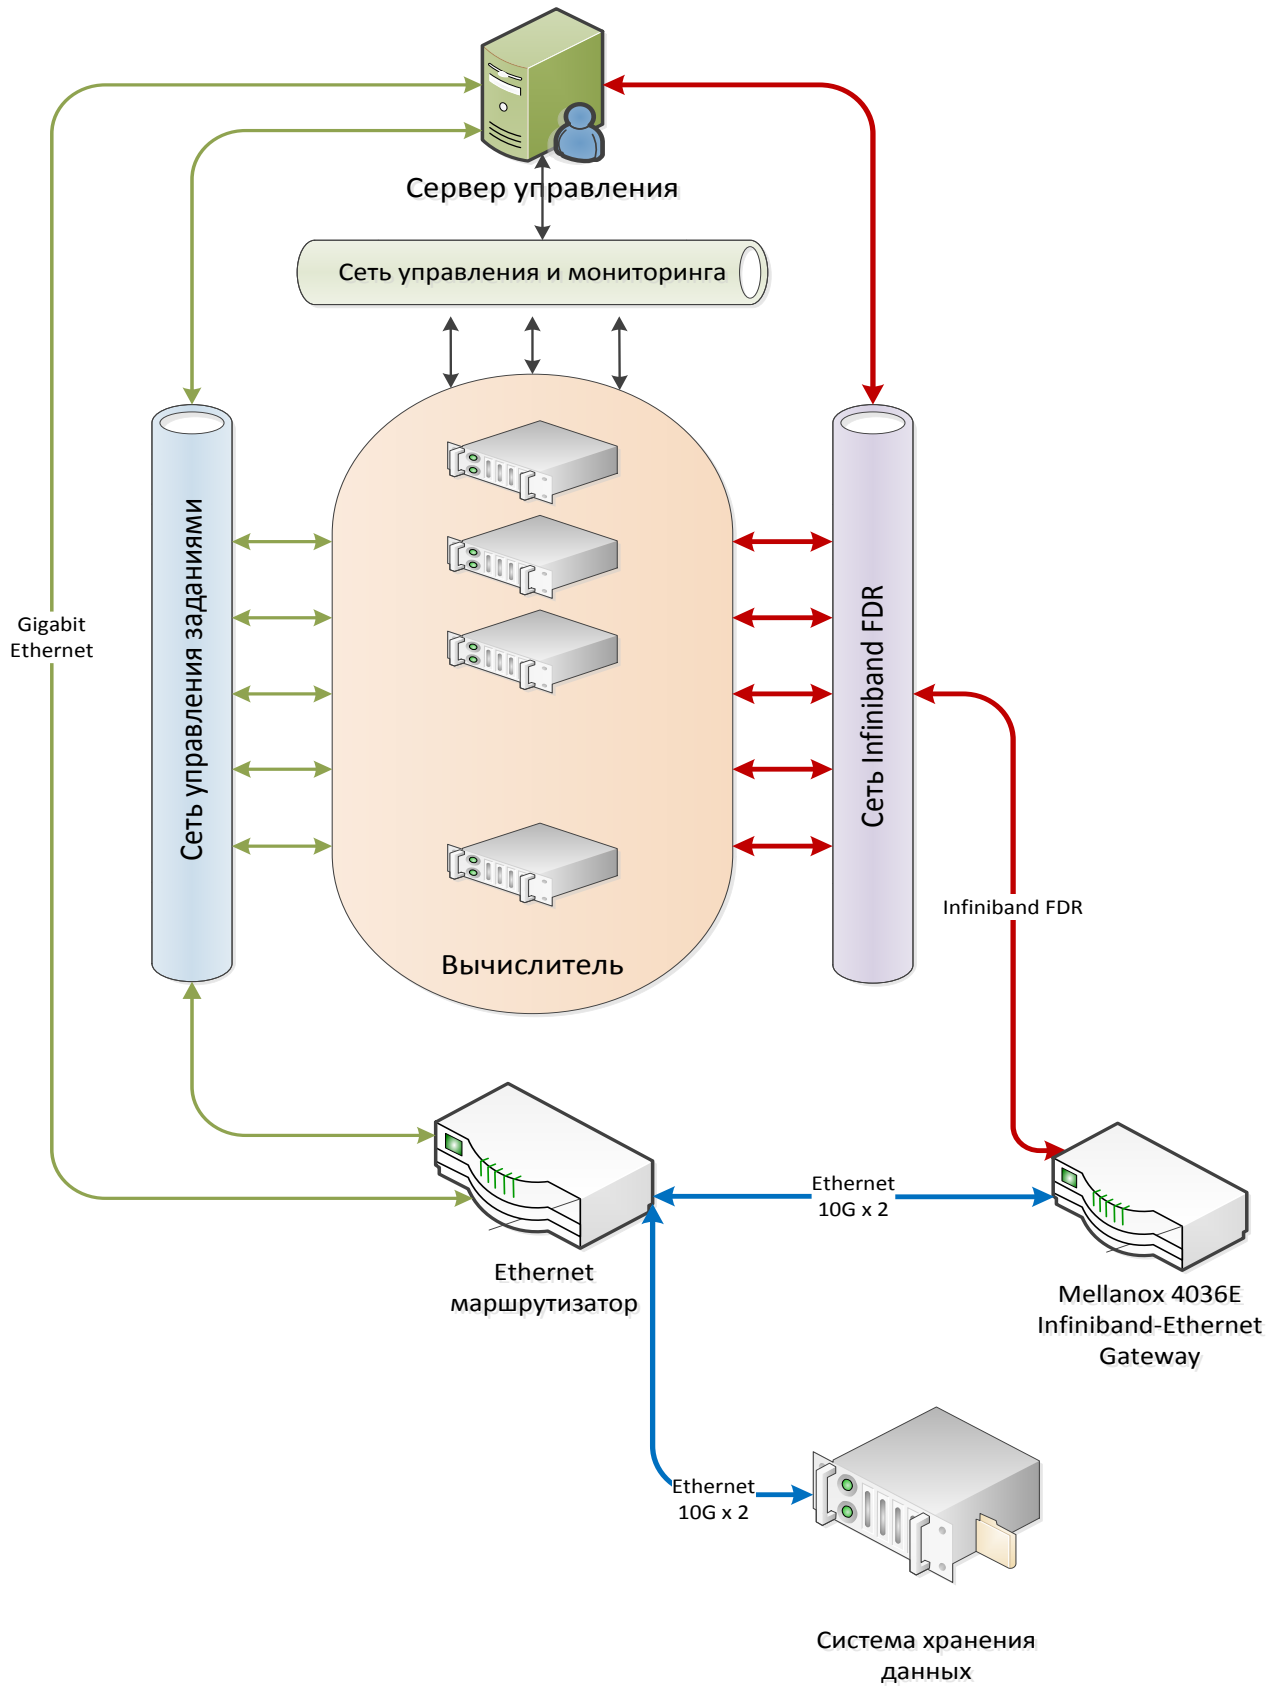 Сервер управления
Сеть управления и мониторинга
Сеть управления заданиями
Сеть Infiniband FDR
Gigabit
Ethernet
Infiniband FDR
Вычислитель
Ethernet
10G x 2
Ethernet
маршрутизатор
Mellanox 4036E
Infiniband-Ethernet
Gateway
Ethernet
10G x 2
Система хранения
данных